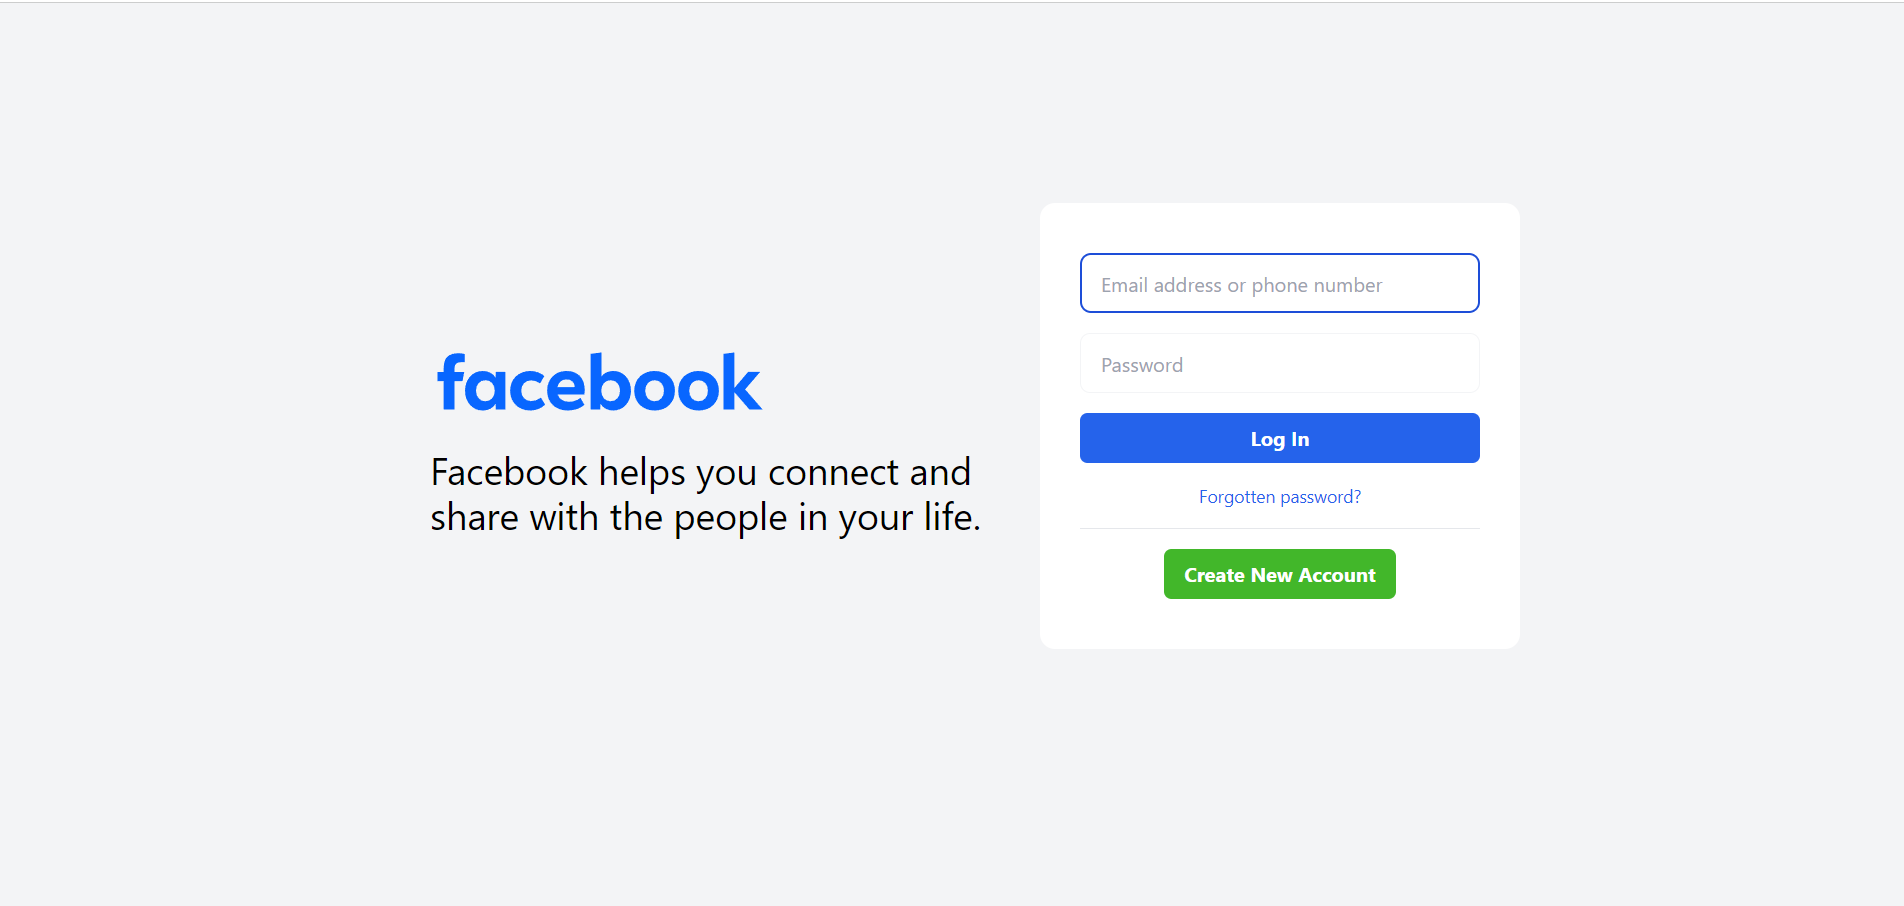 facebook
Facebook helps you connect and
share with the people in your life.
Email address or phone number
Password
Log In
Forgotten password?
Create New Account